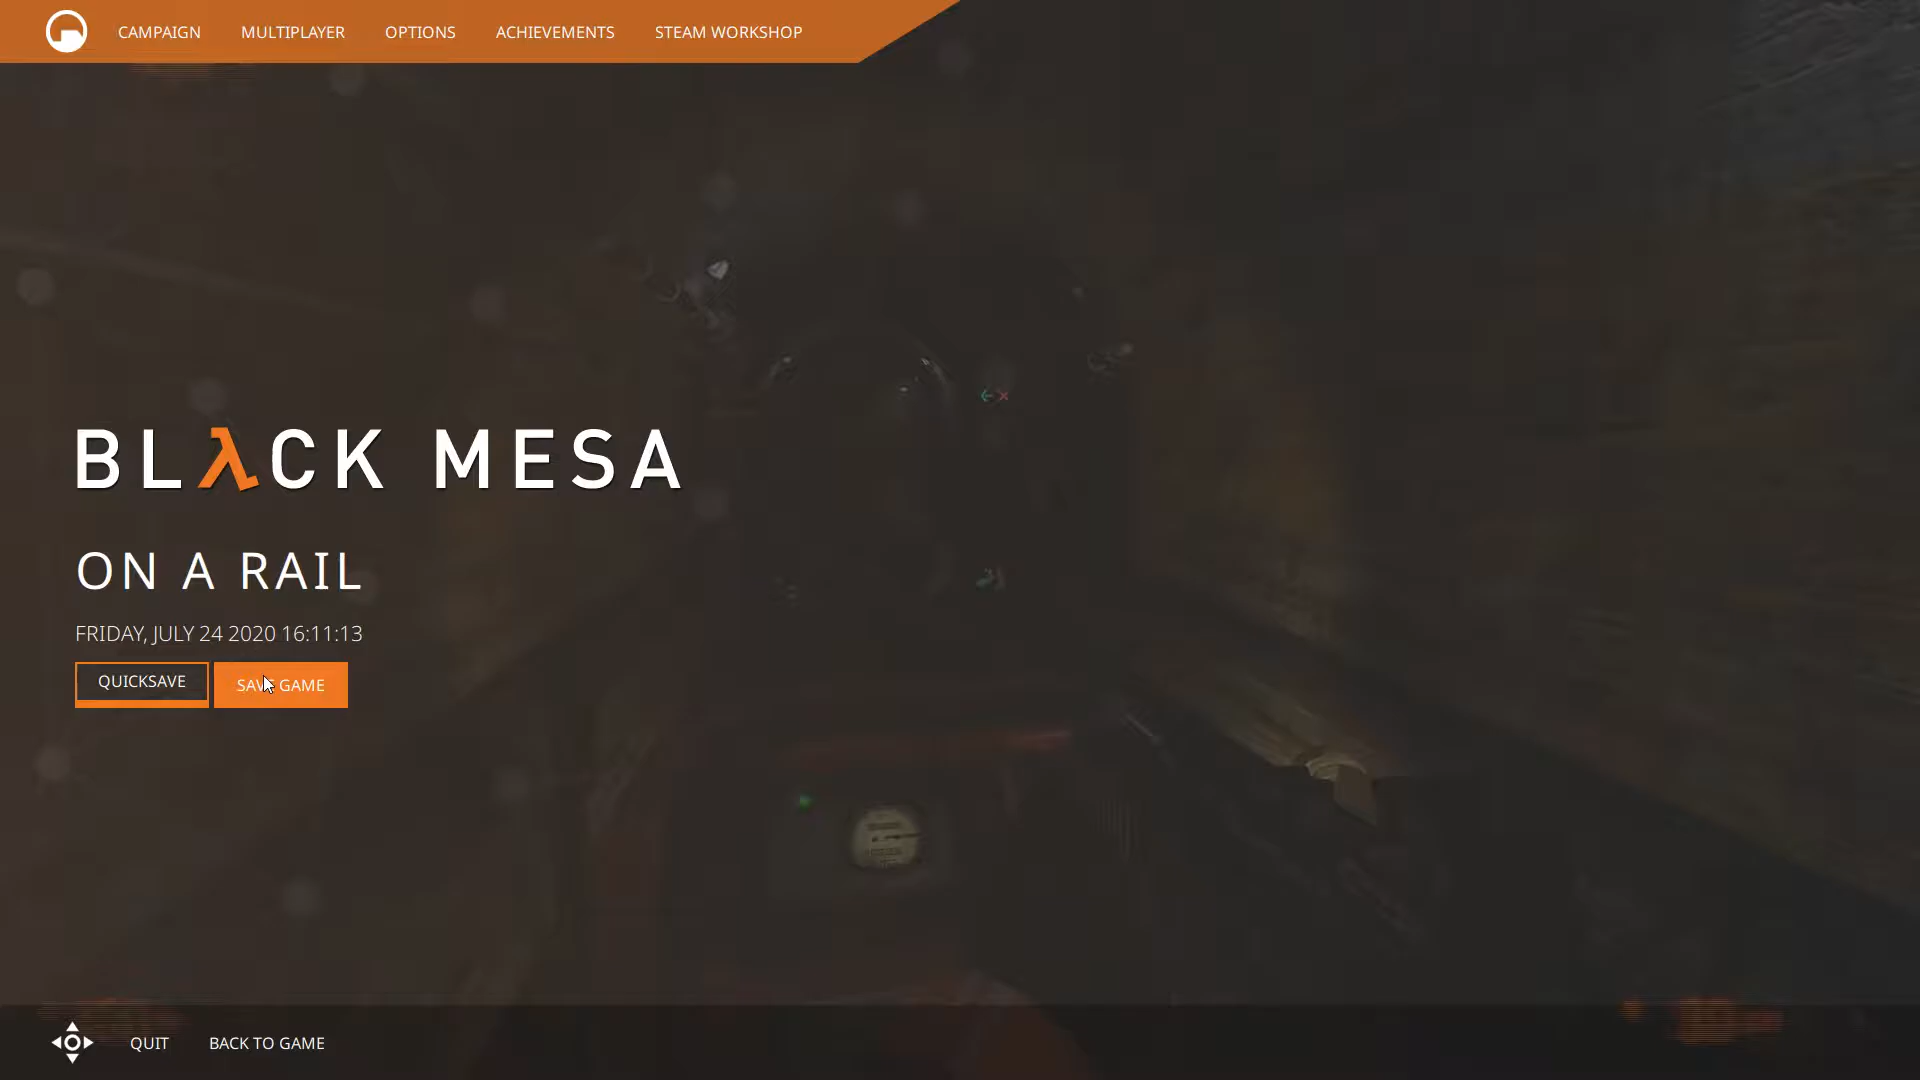 CAMPAIGN MULTIPLAYER OPTIONS ACHIEVEMENTS STEAM WORKSHOP
BLλCK MESA
ON A RAIL
FRIDAY, JULY 24 2020 16:11:13
QUICKSAVE SAVE GAME
QUIT BACK TO GAME